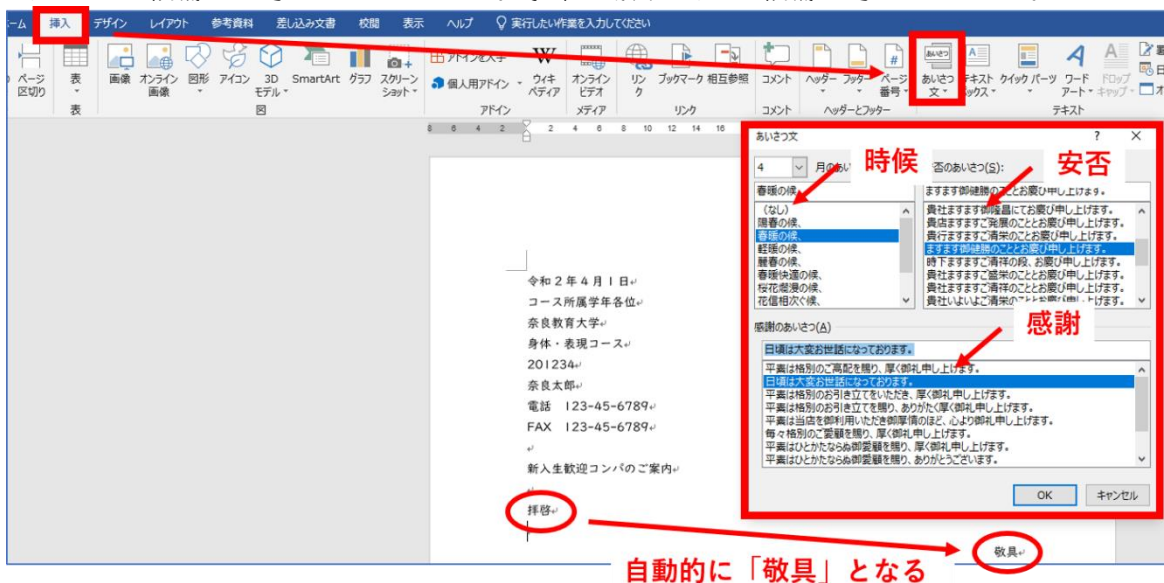 ーム 挿入 デザイン レイアウト 参考資料 差し込み文書 校閲 表示 ヘルプ 実行したい作業を入力してください
ページ区切り 表 画像 オンライン画像 図形 アイコン 3Dモデル SmartArt グラフ スクリーンショット 個人用アドイン ウィキペディア オンラインビデオ リンク ブックマーク 相互参照 コメント ヘッダー フッター ページ番号 あいさつ文 クイック パーツ ワードアート ドロップキャップ
表 図 アドイン メディア リンク コメント ヘッダーとフッター テキスト
8 6 4 2 2 4 6 8 10 12 14 16
あいさつ文 ? ×
4 時候 安否
春暖の候、
ますます御健勝のこととお慶び申し上げます。
(なし)
陽春の候、
春暖の候、
軽暖の候、
麗春の候、
春暖快適の候、
桜花爛漫の候、
花信相次ぐ候、
貴社ますます御隆昌にてお慶び申し上げます。
貴店ますますご発展のこととお慶び申し上げます。
貴行ますますご清栄のこととお慶び申し上げます。
ますます御健勝のこととお慶び申し上げます。
時下ますますご清祥の段、お慶び申し上げます。
貴社ますますご盛栄のこととお慶び申し上げます。
貴社ますますご清祥のこととお慶び申し上げます。
貴社いよいよご清栄のこととお慶び申し上げます。
感謝のあいさつ(A)
感謝
日頃は大変お世話になっております。
平素は格別のご高配を賜り、厚く御礼申し上げます。
日頃は大変お世話になっております。
平素は格別のお引き立てをいただき、厚く御礼申し上げます。
平素は格別のお引き立てを賜り、ありがたく厚く御礼申し上げます。
平素は当店を御利用いただき御厚情のほど、心より御礼申し上げます。
毎々格別のご愛顧を賜り、厚く御礼申し上げます。
平素はひとかたならぬ御愛顧を賜り、厚く御礼申し上げます。
平素はひとかたならぬ御愛顧を賜り、ありがとうございます。
OK キャンセル
令和2年4月1日
コース所属学年各位
奈良教育大学
身体・表現コース
201234
奈良太郎
電話 123-45-6789
FAX 123-45-6789
新入生歓迎コンパのご案内
拝啓
敬具
自動的に「敬具」となる